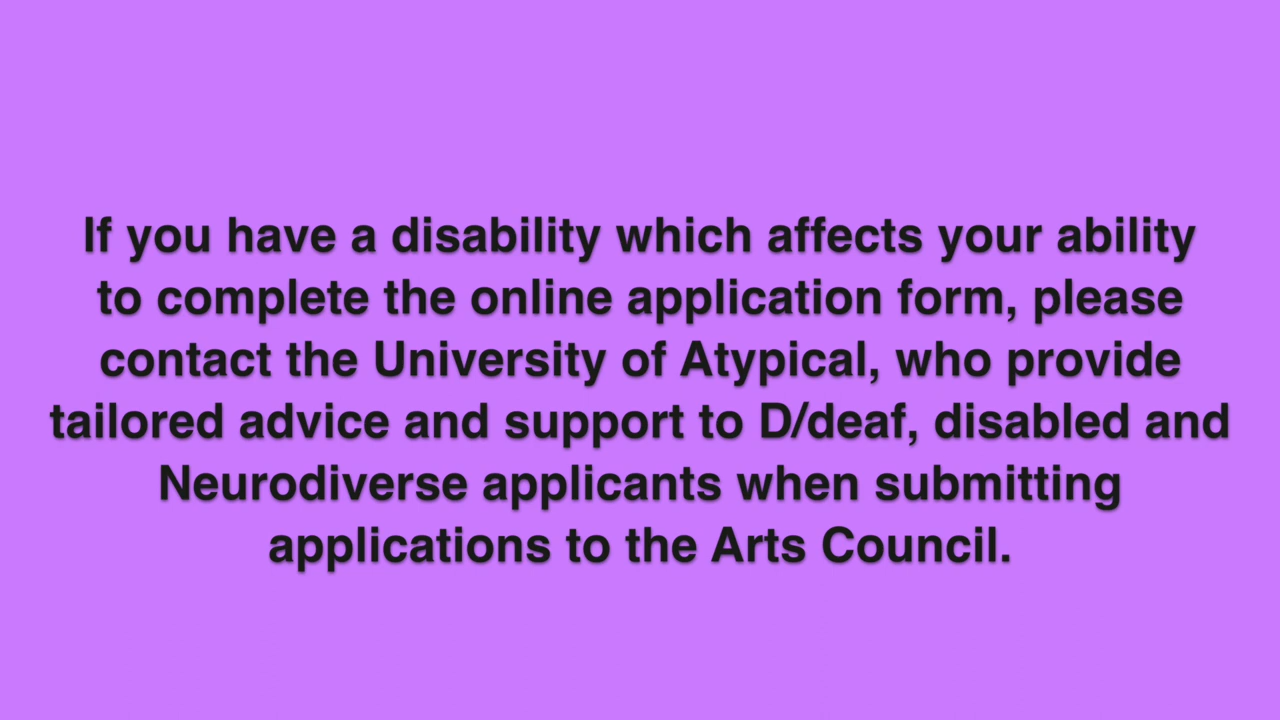 If you have a disability which affects your ability
to complete the online application form, please
contact the University of Atypical, who provide
tailored advice and support to D/deaf, disabled and
Neurodiverse applicants when submitting
applications to the Arts Council.